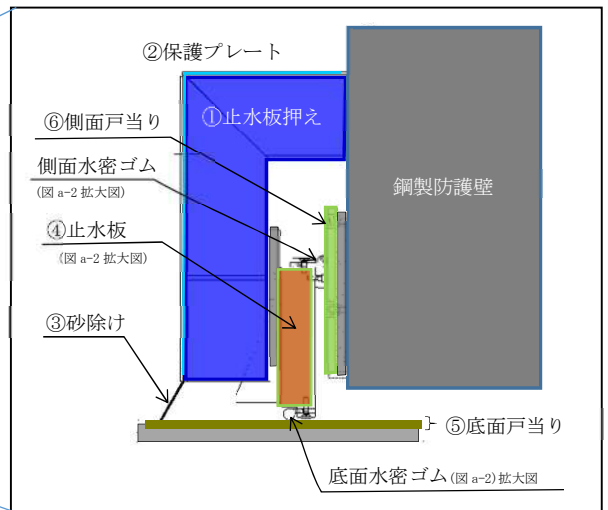 ②保護プレート
①止水板押え
⑥側面戸当り
側面水密ゴム
(図 a-2 拡大図)
鋼製防護壁
④止水板
(図 a-2 拡大図)
③砂除け
⑤底面戸当り
底面水密ゴム(図 a-2)拡大図